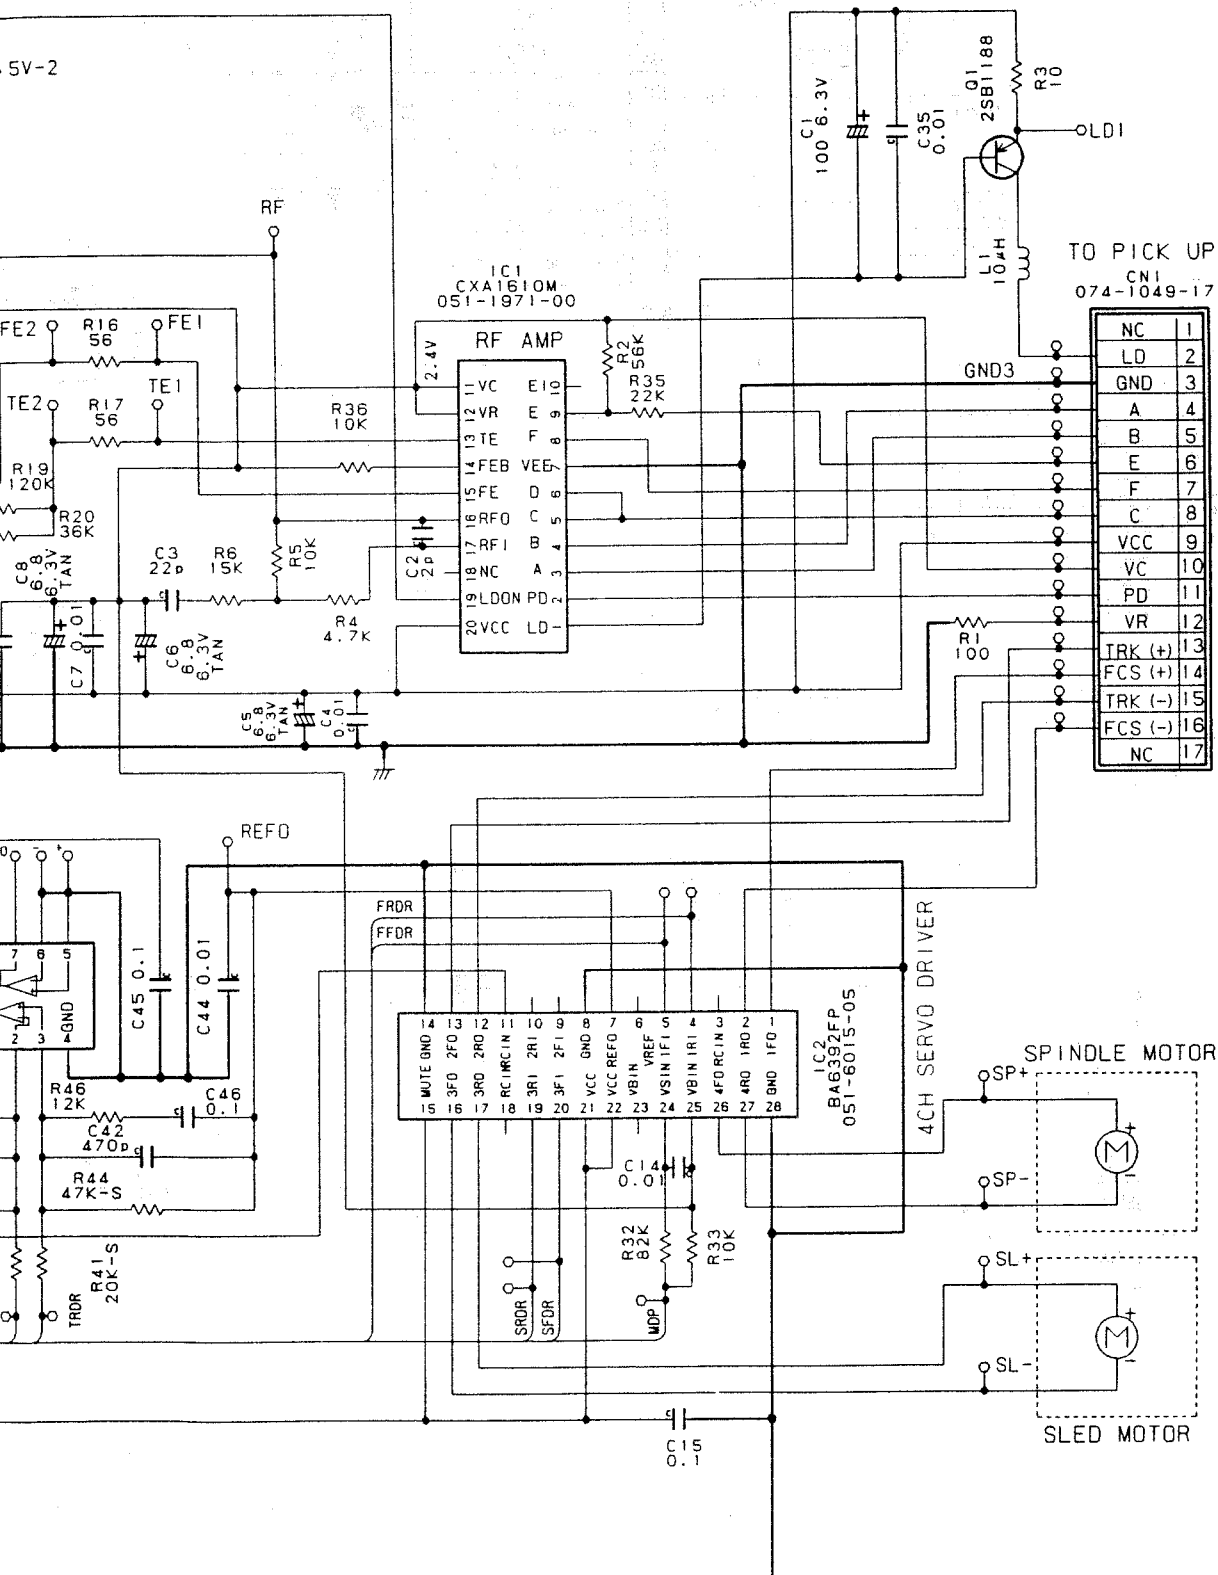 5V-2
RF
IC1
CXA1610M
051-1971-00
RF AMP
2.4V
11 VC
12 VR
13 TE
14 FEB
15 FE
16 RFO
17 RFI
18 NC
19 LDON
20 VCC
EIO 10
E 9
F 8
VEE 7
D 6
C 5
B 4
A 3
PD 2
LD
FE2
R16
56
FE1
TE2
R17
56
TE1
R36
10K
R19
120K
R20
36K
C8
6.8
6.3V
TAN
C7 0.01
C3
22p
R6
15K
R5
10K
R4
4.7K
C2
2p
C6
6.8
6.3V
TAN
C5
6.8
6.3V
TAN
C4
0.01
R2
56K
R35
22K
C1
100 6.3V
C35
0.01
Q1
2SB1188
R3
10
LD1
L1
10μH
GND3
R1
100
TO PICK UP
CN1
074-1049-17
NC 1
LD 2
GND 3
A 4
B 5
E 6
F 7
C 8
VCC 9
VC 10
PD 11
VR 12
TRK (+) 13
FCS (+) 14
TRK (-) 15
FCS (-) 16
NC 17
REFO
O - +
7 6 5
2 3 4
GND
C45 0.1
C44 0.01
R46
12K
C46
0.1
C42
470p
R44
47K-S
R41
20K-S
TRDR
FRDR
FFDR
14 13 12 11 10 9 8 7 6 5 4 3 2 1
MUTE GND
3FO 2FO
3RO 2RO
RCIN RCIN
3RI 2RI
3FI 2FI
VCC GND
VCC REFO
VBIN VREF
VSIN 1FI
VBIN 1RI
4FO RCIN
4RO 1RO
GND 1FO
15 16 17 18 19 20 21 22 23 24 25 26 27 28
IC2
BA6392FP
051-6015-05
4CH SERVO DRIVER
C14
0.01
R32
82K
R33
10K
SRDR
SFDR
MDP
C15
0.1
SPINDLE MOTOR
SP+
SP-
M
+
-
SL+
SL-
M
+
-
SLED MOTOR